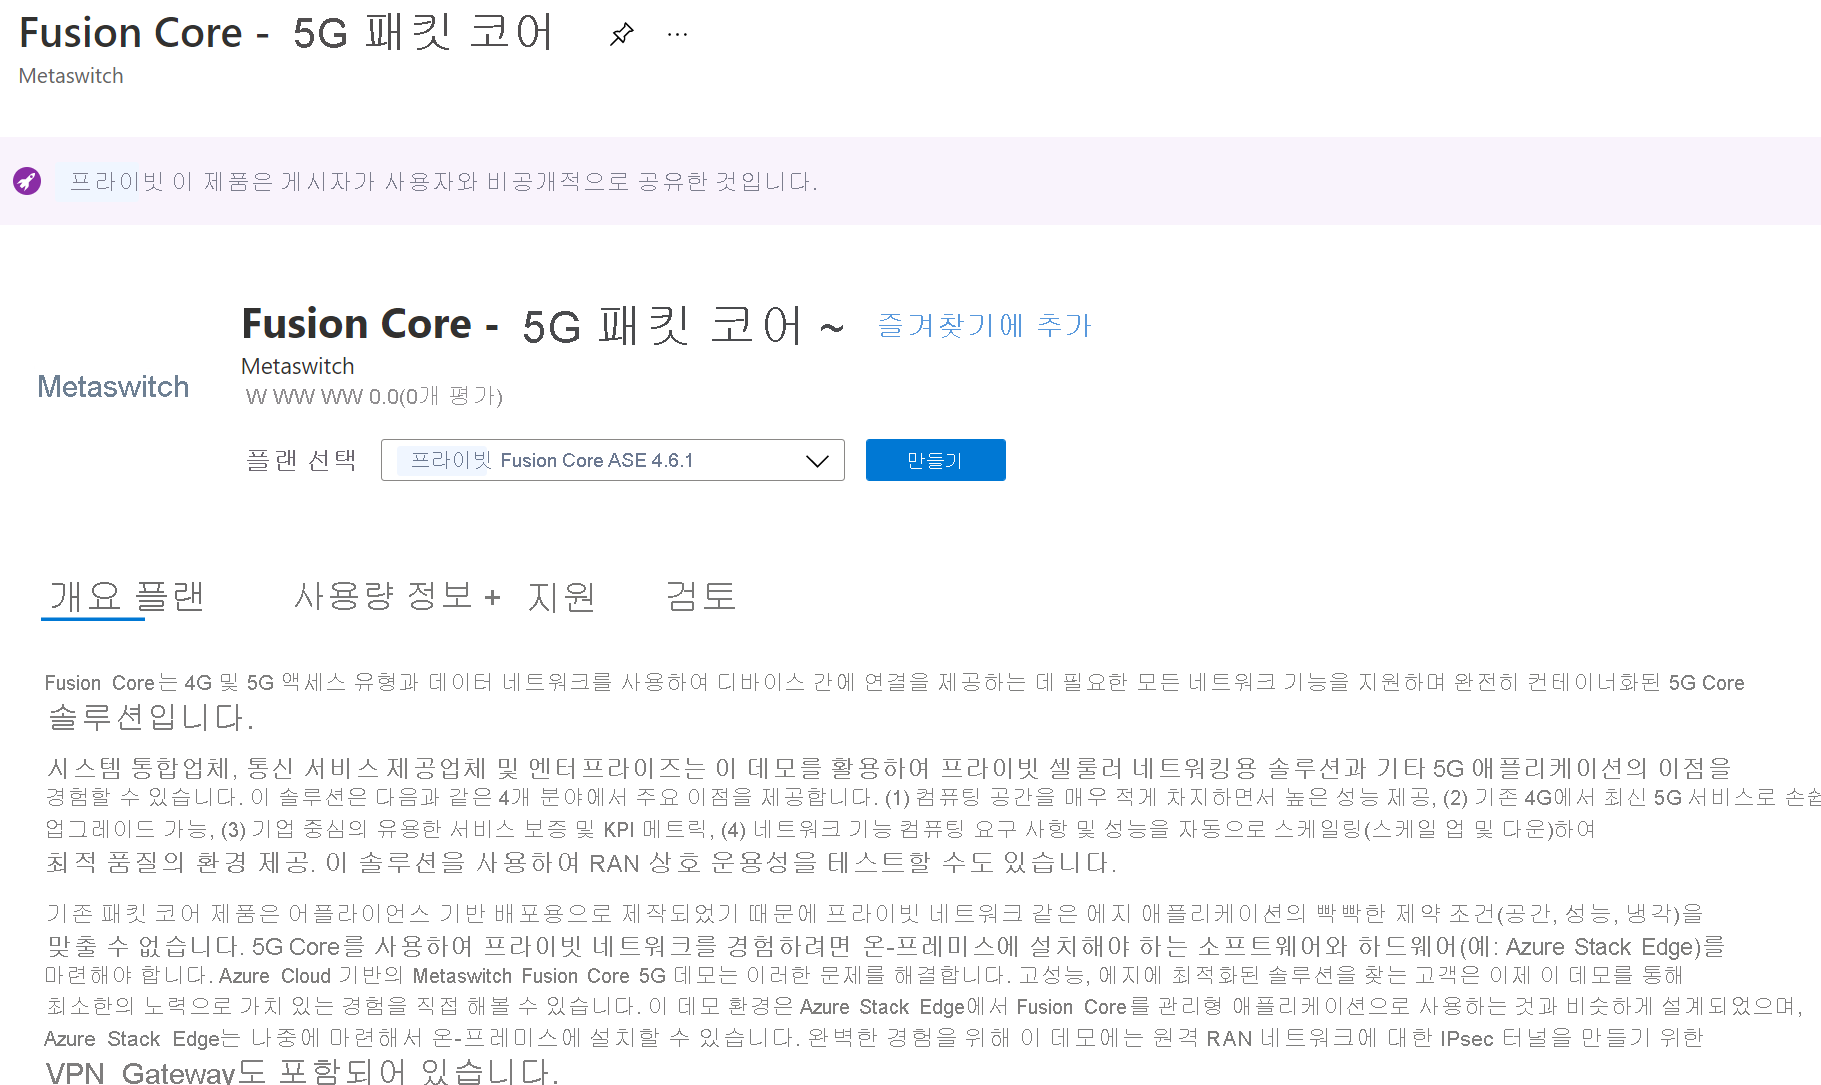 Fusion Core - 5G 패킷 코어
Metaswitch
프라이빗 이 제품은 게시자가 사용자와 비공개적으로 공유한 것입니다.
Metaswitch
Fusion Core - 5G 패킷 코어 ~ 즐겨찾기에 추가
Metaswitch
W WW WW 0.0(0개 평가)
플랜 선택 프라이빗 Fusion Core ASE 4.6.1 만들기
개요 플랜 사용량 정보 + 지원 검토
Fusion Core는 4G 및 5G 액세스 유형과 데이터 네트워크를 사용하여 디바이스 간에 연결을 제공하는 데 필요한 모든 네트워크 기능을 지원하며 완전히 컨테이너화된 5G Core
솔루션입니다.
시스템 통합업체, 통신 서비스 제공업체 및 엔터프라이즈는 이 데모를 활용하여 프라이빗 셀룰러 네트워킹용 솔루션과 기타 5G 애플리케이션의 이점을
경험할 수 있습니다. 이 솔루션은 다음과 같은 4개 분야에서 주요 이점을 제공합니다. (1) 컴퓨팅 공간을 매우 적게 차지하면서 높은 성능 제공, (2) 기존 4G에서 최신 5G 서비스로 손쉽
업그레이드 가능, (3) 기업 중심의 유용한 서비스 보증 및 KPI 메트릭, (4) 네트워크 기능 컴퓨팅 요구 사항 및 성능을 자동으로 스케일링(스케일 업 및 다운)하여
최적 품질의 환경 제공. 이 솔루션을 사용하여 RAN 상호 운용성을 테스트할 수도 있습니다.
기존 패킷 코어 제품은 어플라이언스 기반 배포용으로 제작되었기 때문에 프라이빗 네트워크 같은 에지 애플리케이션의 빡빡한 제약 조건(공간, 성능, 냉각)을
맞출 수 없습니다. 5G Core를 사용하여 프라이빗 네트워크를 경험하려면 온-프레미스에 설치해야 하는 소프트웨어와 하드웨어(예: Azure Stack Edge)를
마련해야 합니다. Azure Cloud 기반의 Metaswitch Fusion Core 5G 데모는 이러한 문제를 해결합니다. 고성능, 에지에 최적화된 솔루션을 찾는 고객은 이제 이 데모를 통해
최소한의 노력으로 가치 있는 경험을 직접 해볼 수 있습니다. 이 데모 환경은 Azure Stack Edge에서 Fusion Core를 관리형 애플리케이션으로 사용하는 것과 비슷하게 설계되었으며,
Azure Stack Edge는 나중에 마련해서 온-프레미스에 설치할 수 있습니다. 완벽한 경험을 위해 이 데모에는 원격 RAN 네트워크에 대한 IPsec 터널을 만들기 위한
VPN Gateway도 포함되어 있습니다.